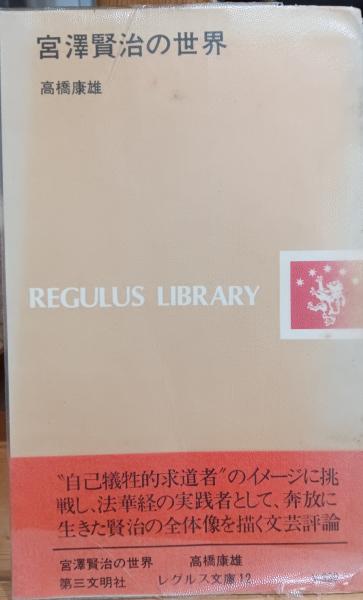 宮澤賢治の世界
高橋康雄
REGULUS LIBRARY
〝自己犠牲的求道者〟のイメージに挑
戦し、法華経の実践者として、奔放に
生きた賢治の全体像を描く文芸評論
宮澤賢治の世界 高橋康雄
第三文明社 レグルス文庫12